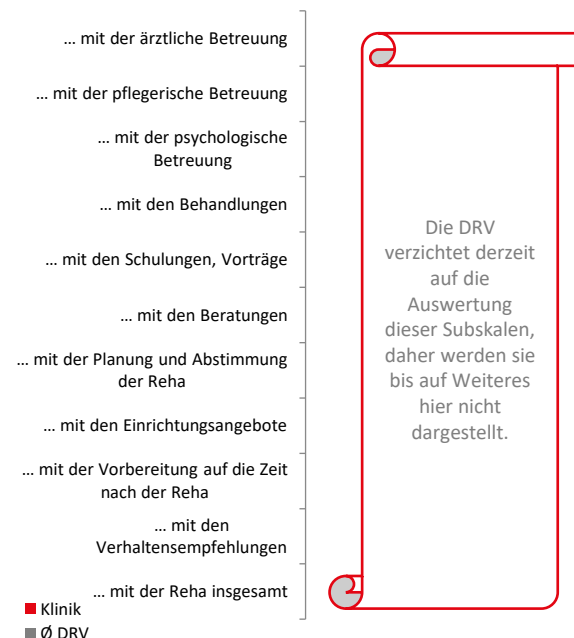 ... mit der ärztliche Betreuung
... mit der pflegerische Betreuung
... mit der psychologische
Betreuung
... mit den Behandlungen
... mit den Schulungen, Vorträge
... mit den Beratungen
... mit der Planung und Abstimmung
der Reha
... mit den Einrichtungsangebote
... mit der Vorbereitung auf die Zeit
nach der Reha
... mit den
Verhaltensempfehlungen
... mit der Reha insgesamt
Klinik
Ø DRV
Die DRV
verzichtet derzeit
auf die
Auswertung
dieser Subskalen,
daher werden sie
bis auf Weiteres
hier nicht
dargestellt.